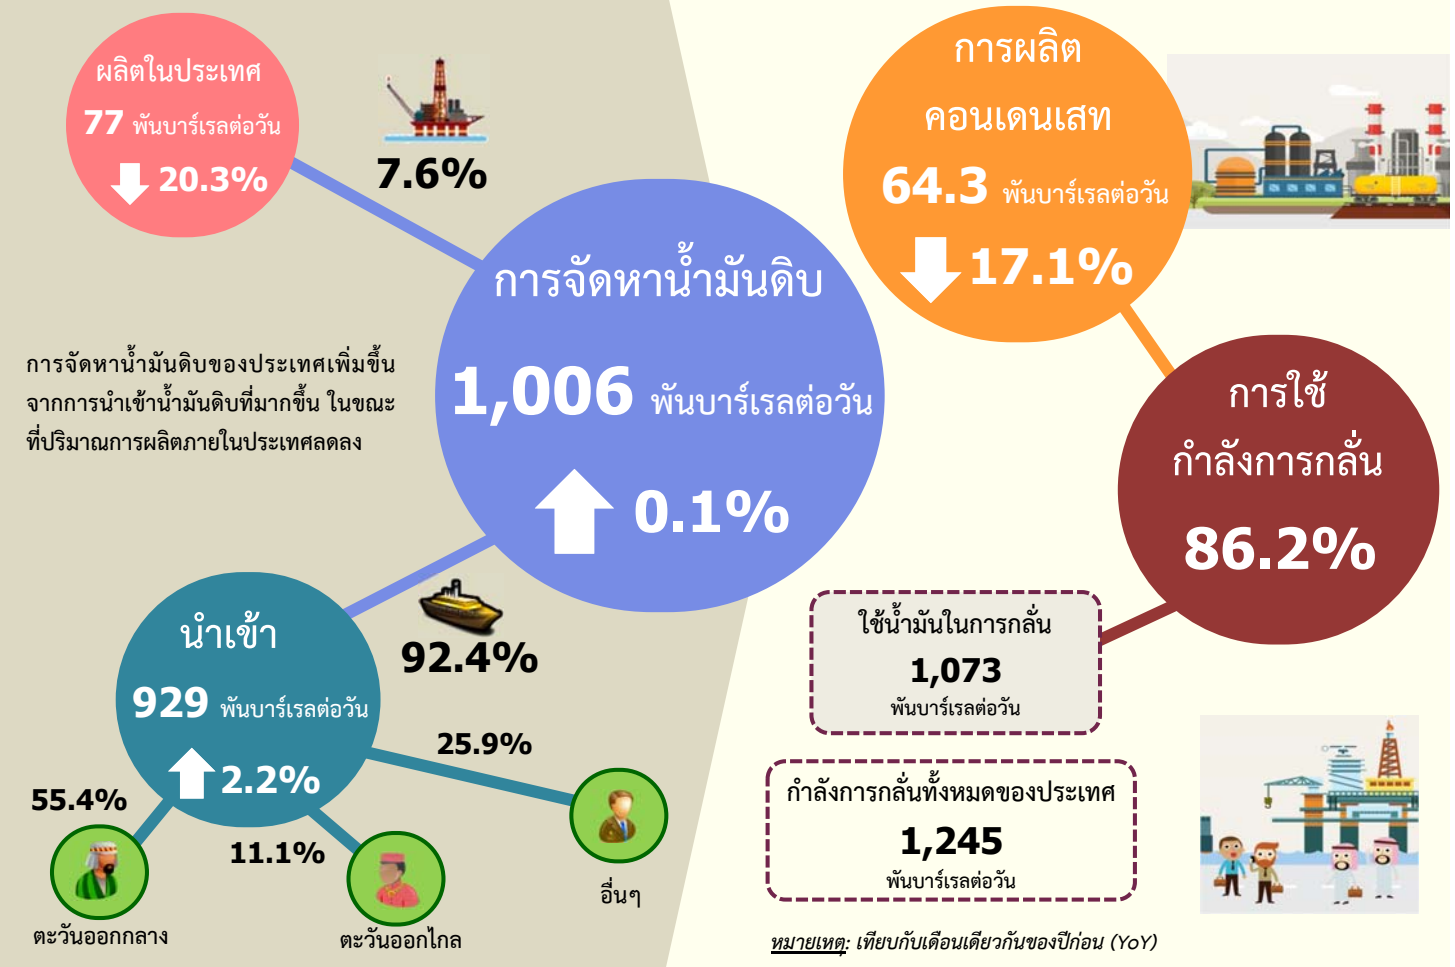 ผลิตในประเทศ
77 พันบาร์เรลต่อวัน
20.3%
7.6%
การจัดหาน้ำมันดิบ
1,006 พันบาร์เรลต่อวัน
0.1%
การจัดหาน้ำมันดิบของประเทศเพิ่มขึ้น
จากการนำเข้าน้ำมันดิบที่มากขึ้น ในขณะ
ที่ปริมาณการผลิตภายในประเทศลดลง
92.4%
นำเข้า
929 พันบาร์เรลต่อวัน
2.2%
55.4%
ตะวันออกกลาง
11.1%
ตะวันออกไกล
25.9%
อื่นๆ
การผลิต
คอนเดนเสท
64.3 พันบาร์เรลต่อวัน
17.1%
การใช้
กำลังการกลั่น
86.2%
ใช้น้ำมันในการกลั่น
1,073
พันบาร์เรลต่อวัน
กำลังการกลั่นทั้งหมดของประเทศ
1,245
พันบาร์เรลต่อวัน
หมายเหตุ: เทียบกับเดือนเดียวกันของปีก่อน (YoY)